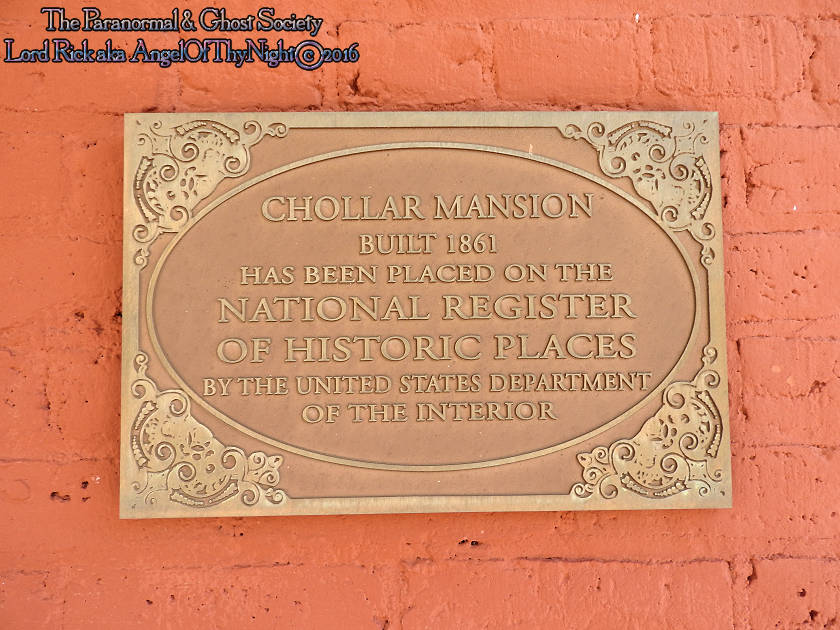 The Paranormal & Ghost Society
Lord Rick aka AngelOfThyNight©2016
CHOLLAR MANSION
BUILT 1861
HAS BEEN PLACED ON THE
NATIONAL REGISTER
OF HISTORIC PLACES
BY THE UNITED STATES DEPARTMENT
OF THE INTERIOR